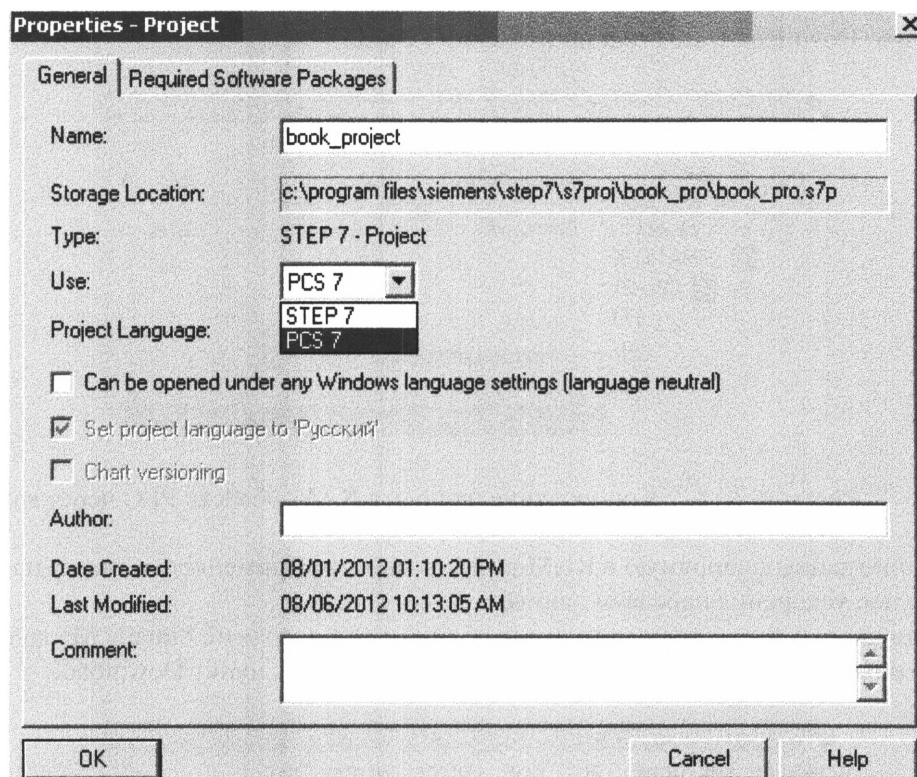 Properties - Project
General
Required Software Packages
Name:
book_project
Storage Location:
c:\program files\siemens\step7\s7proj\book_pro\book_pro.s7p
Type:
STEP 7 - Project
Use:
PCS 7
STEP 7
PCS 7
Project Language:
Can be opened under any Windows language settings (language neutral)
Set project language to 'Русский'
Chart versioning
Author:
Date Created:
08/01/2012 01:10:20 PM
Last Modified:
08/06/2012 10:13:05 AM
Comment:
OK
Cancel
Help